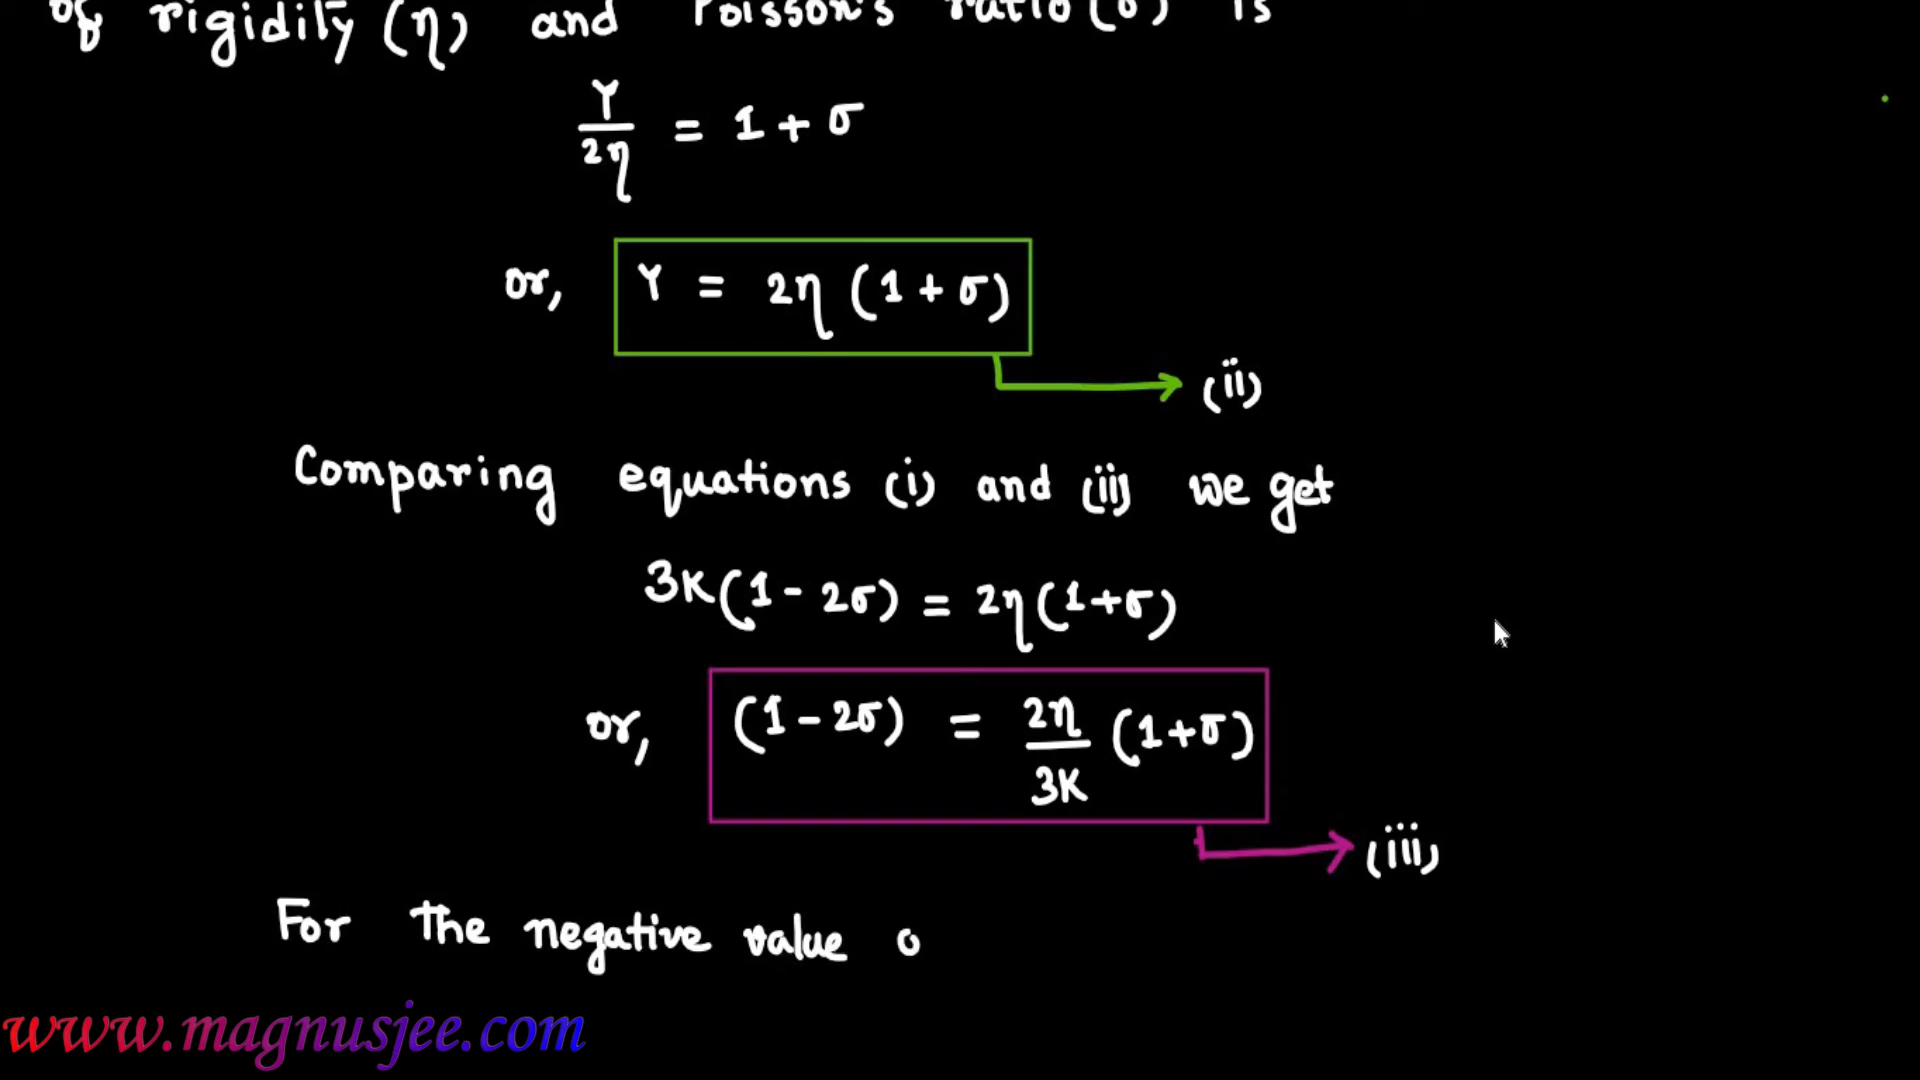 of rigidity (η) and Poisson's ratio (σ) is
Y/2η = 1 + σ
or, Y = 2η (1 + σ)
(ii)
Comparing equations (i) and (ii) we get
3K(1 - 2σ) = 2η(1+σ)
or, (1 - 2σ) = 2η/3K (1+σ)
(iii)
For the negative value o
www.magnusjee.com